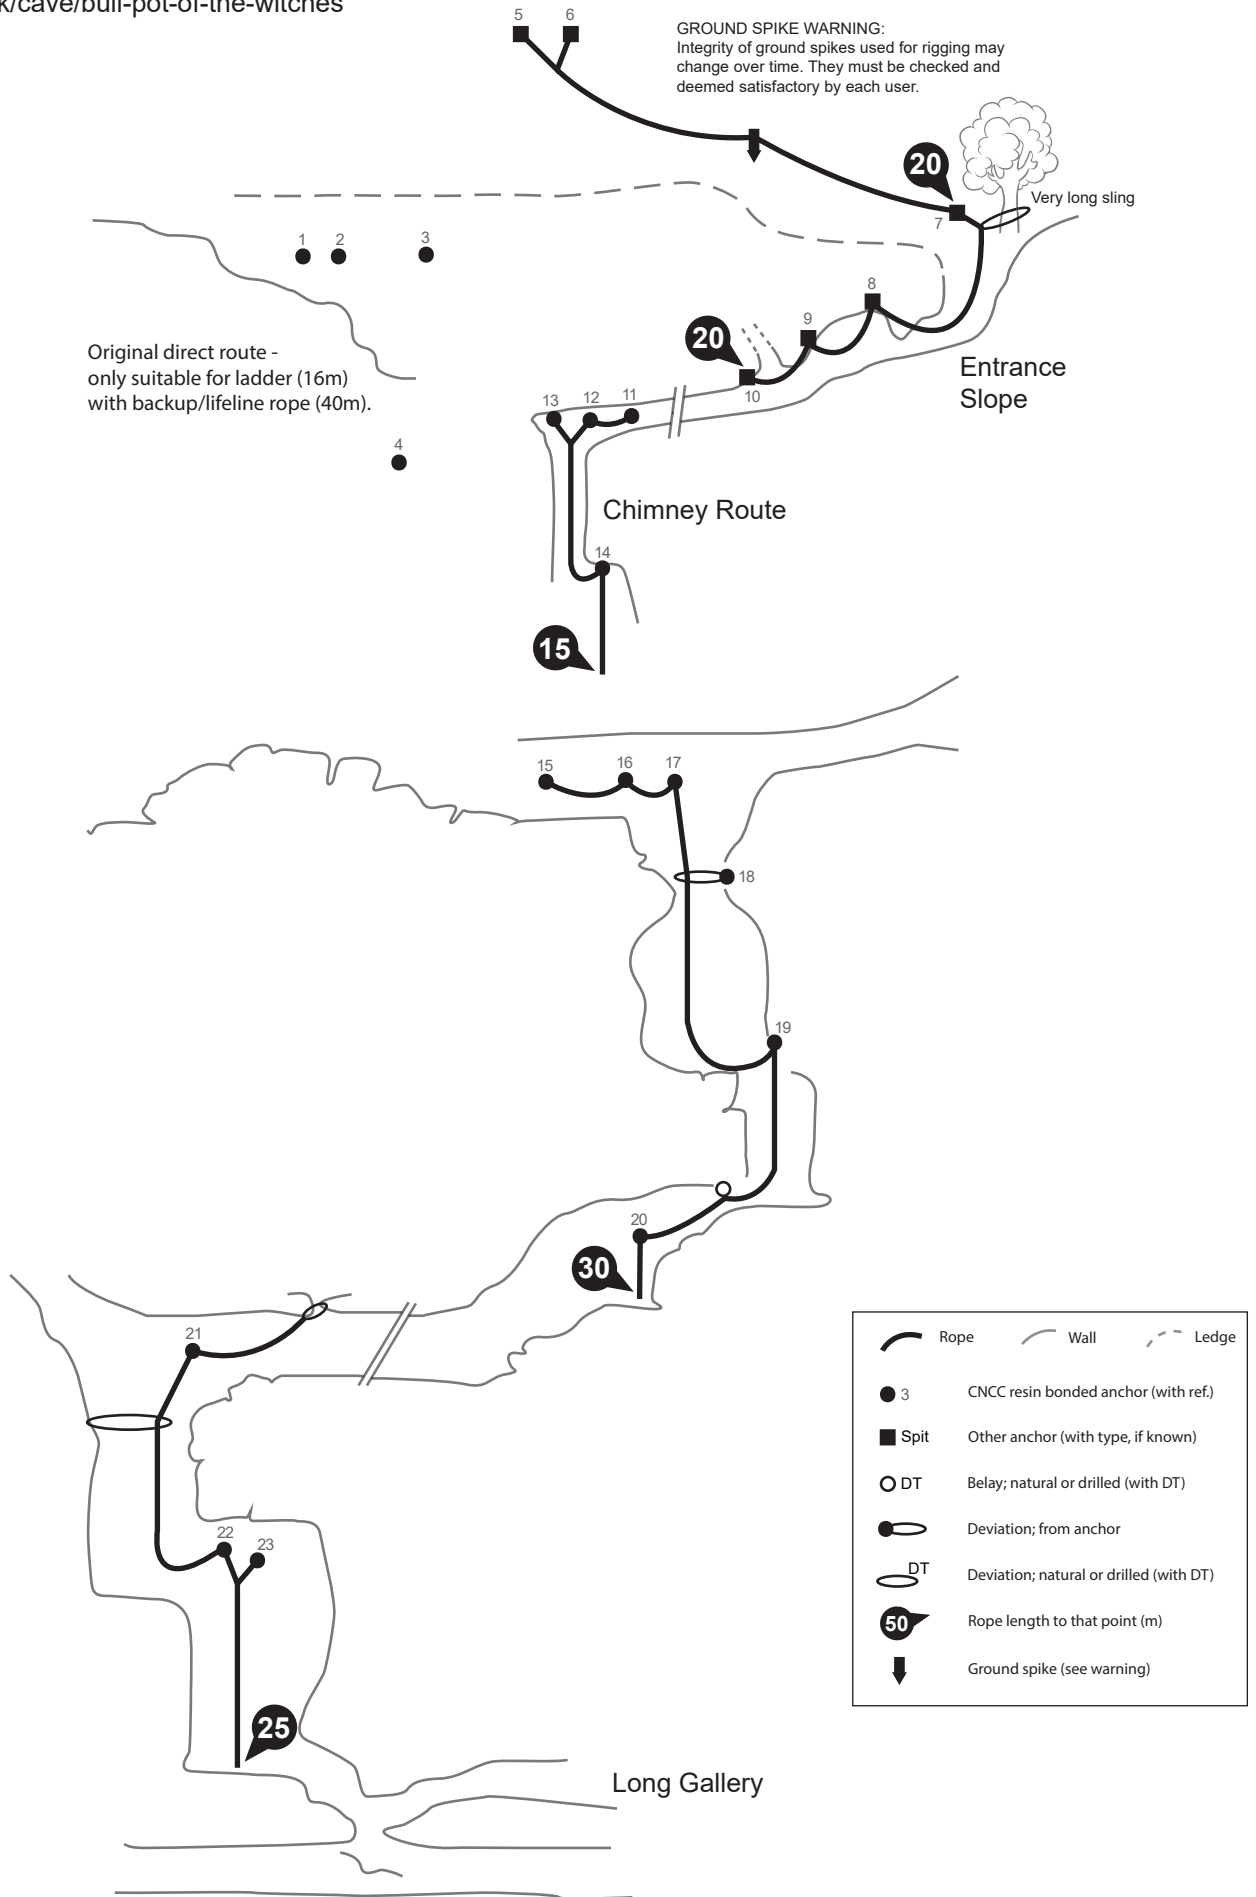 k/cave/bull-pot-of-the-witches
5 6
GROUND SPIKE WARNING:
Integrity of ground spikes used for rigging may
change over time. They must be checked and
deemed satisfactory by each user.
20
Very long sling
7
1 2 3
8
9
20
10
Entrance
Slope
Original direct route -
only suitable for ladder (16m)
with backup/lifeline rope (40m).
13 12 11
4
Chimney Route
14
15
15 16 17
18
19
20
30
21
22 23
25
Long Gallery
Rope Wall Ledge
3 CNCC resin bonded anchor (with ref.)
Spit Other anchor (with type, if known)
DT Belay; natural or drilled (with DT)
Deviation; from anchor
DT Deviation; natural or drilled (with DT)
50 Rope length to that point (m)
Ground spike (see warning)